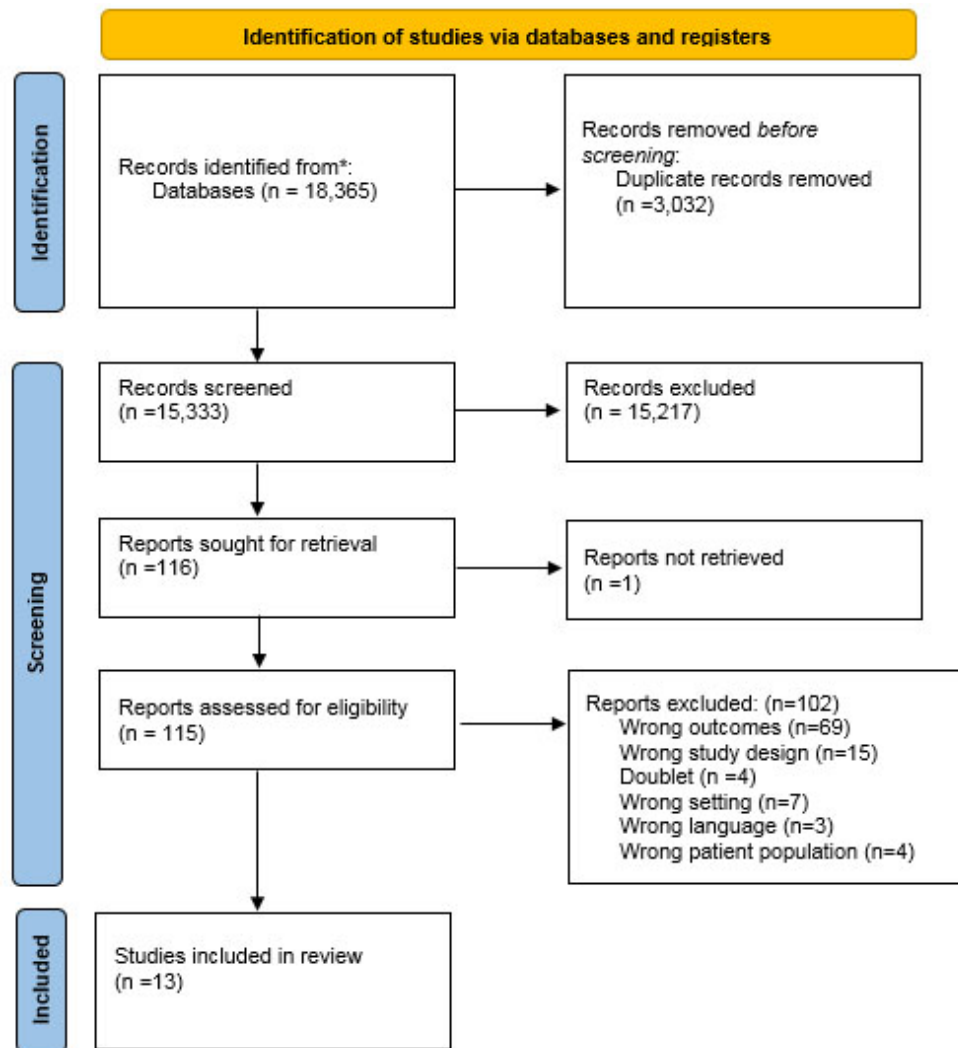 Identification of studies via databases and registers
Identification
Records identified from*:
Databases (n = 18,365)
Records removed before
screening:
Duplicate records removed
(n =3,032)
Screening
Records screened
(n =15,333)
Records excluded
(n = 15,217)
Reports sought for retrieval
(n =116)
Reports not retrieved
(n =1)
Reports assessed for eligibility
(n = 115)
Reports excluded: (n=102)
Wrong outcomes (n=69)
Wrong study design (n=15)
Doublet (n =4)
Wrong setting (n=7)
Wrong language (n=3)
Wrong patient population (n=4)
Included
Studies included in review
(n =13)